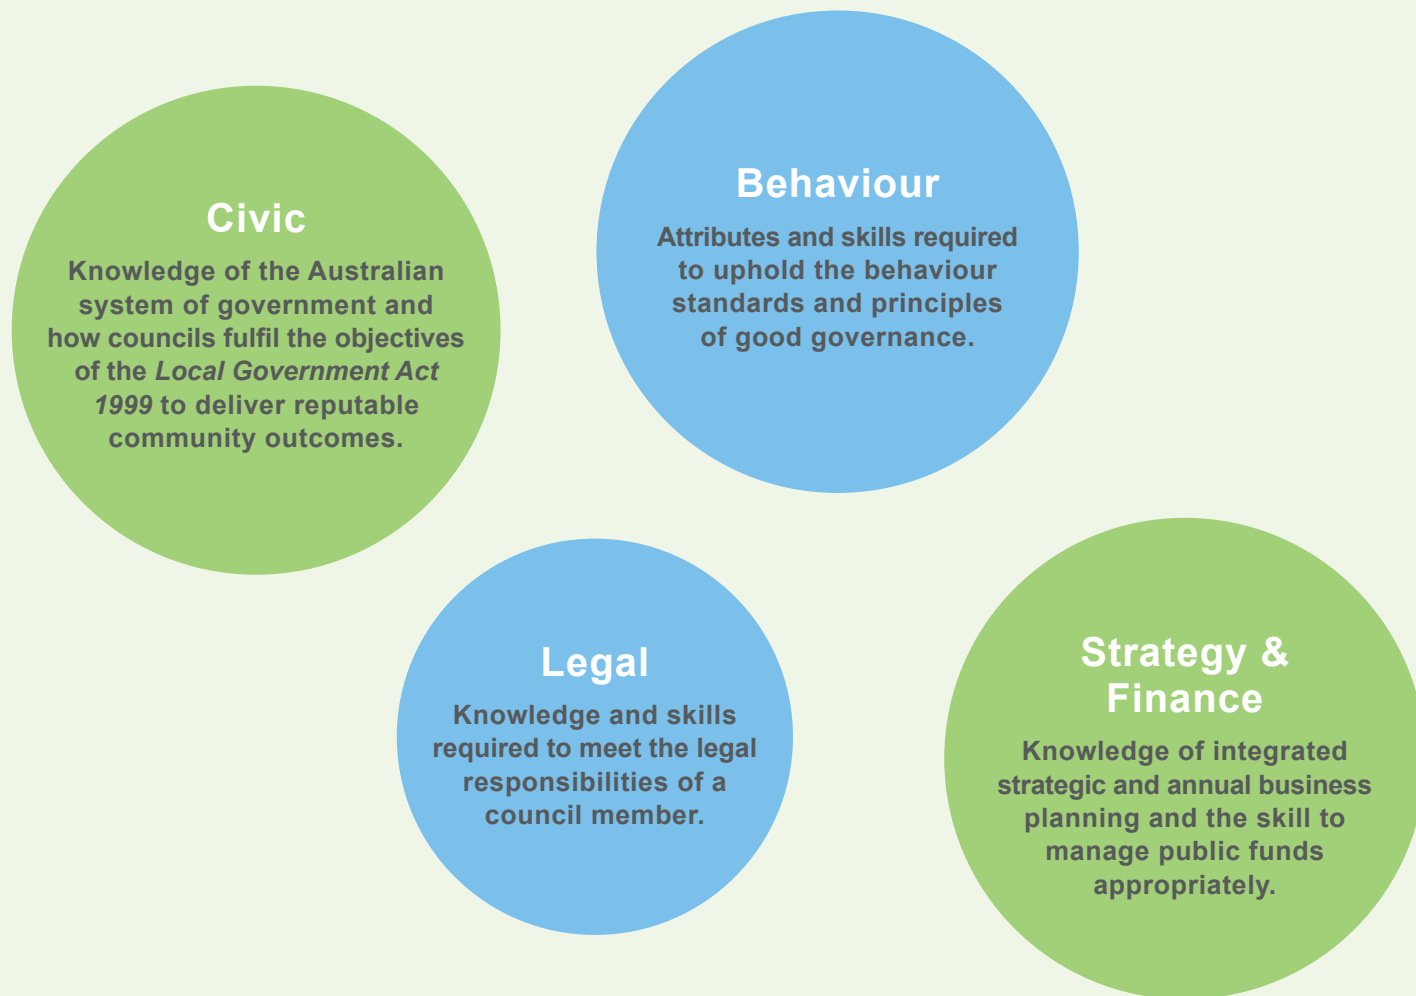 Civic
Knowledge of the Australian
system of government and
how councils fulfil the objectives
of the Local Government Act
1999 to deliver reputable
community outcomes.
Behaviour
Attributes and skills required
to uphold the behaviour
standards and principles
of good governance.
Legal
Knowledge and skills
required to meet the legal
responsibilities of a
council member.
Strategy &
Finance
Knowledge of integrated
strategic and annual business
planning and the skill to
manage public funds
appropriately.